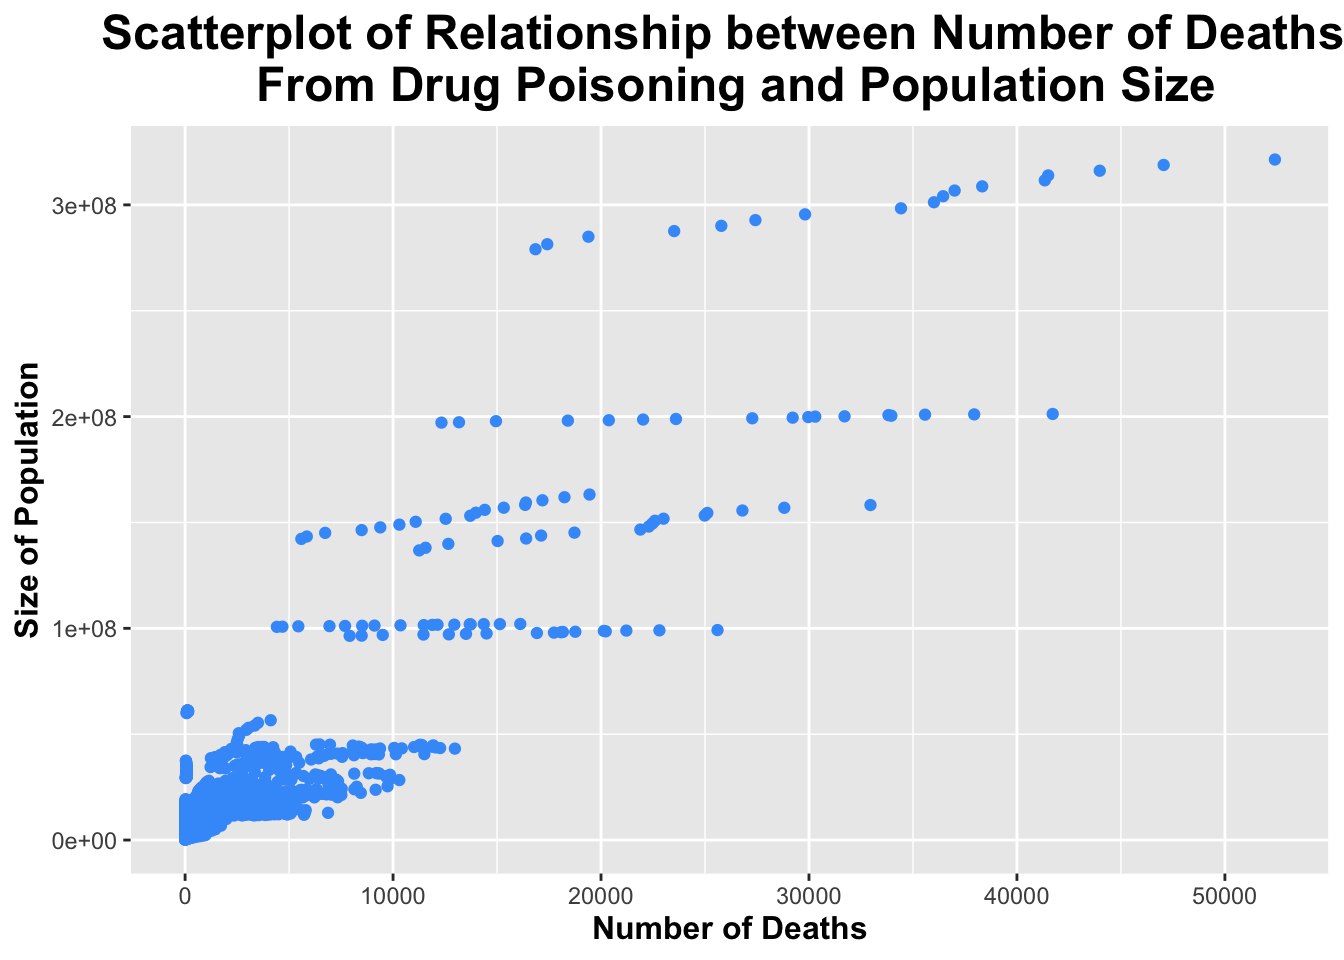 Scatterplot of Relationship between Number of Deaths
From Drug Poisoning and Population Size
Size of Population
3e+08
2e+08
1e+08
0e+00
0 10000 20000 30000 40000 50000
Number of Deaths